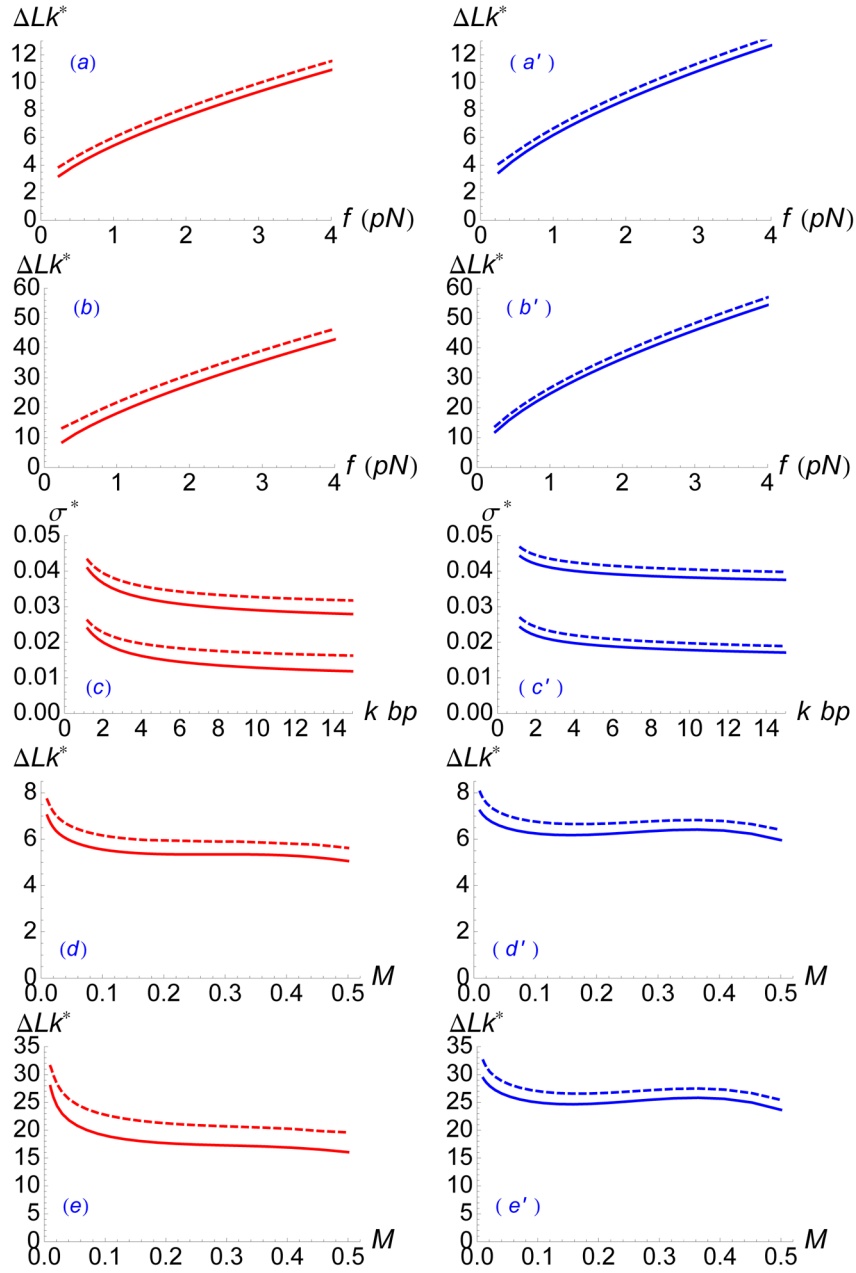 ΔLk*
12
10
8
6
4
2
0
(a)
0 1 2 3 4
f (pN)
ΔLk*
12
10
8
6
4
2
0
( a′ )
0 1 2 3 4
f (pN)
ΔLk*
60
50
40
30
20
10
0
(b)
0 1 2 3 4
f (pN)
ΔLk*
60
50
40
30
20
10
0
( b′ )
0 1 2 3 4
f (pN)
σ*
0.05
0.04
0.03
0.02
0.01
0.00
(c)
0 2 4 6 8 10 12 14
k bp
σ*
0.05
0.04
0.03
0.02
0.01
0.00
( c′ )
0 2 4 6 8 10 12 14
k bp
ΔLk*
8
6
4
2
0
(d)
0.0 0.1 0.2 0.3 0.4 0.5
M
ΔLk*
8
6
4
2
0
( d′ )
0.0 0.1 0.2 0.3 0.4 0.5
M
ΔLk*
35
30
25
20
15
10
5
0
(e)
0.0 0.1 0.2 0.3 0.4 0.5
M
ΔLk*
35
30
25
20
15
10
5
0
( e′ )
0.0 0.1 0.2 0.3 0.4 0.5
M